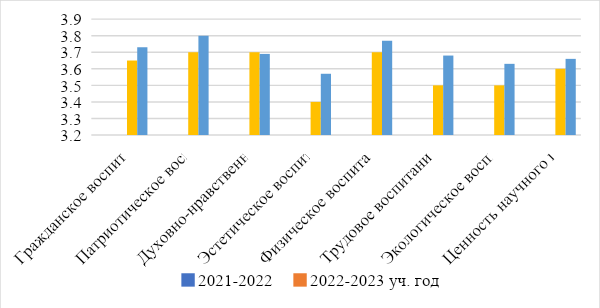 3.9
3.8
3.7
3.6
3.5
3.4
3.3
3.2
Гражданское воспит
Патриотическое вос
Духовно-нравственн
Эстетическое воспит
Физическое воспита
Трудовое воспитани
Экологическое восп
Ценность научного п
2021-2022
2022-2023 уч. год